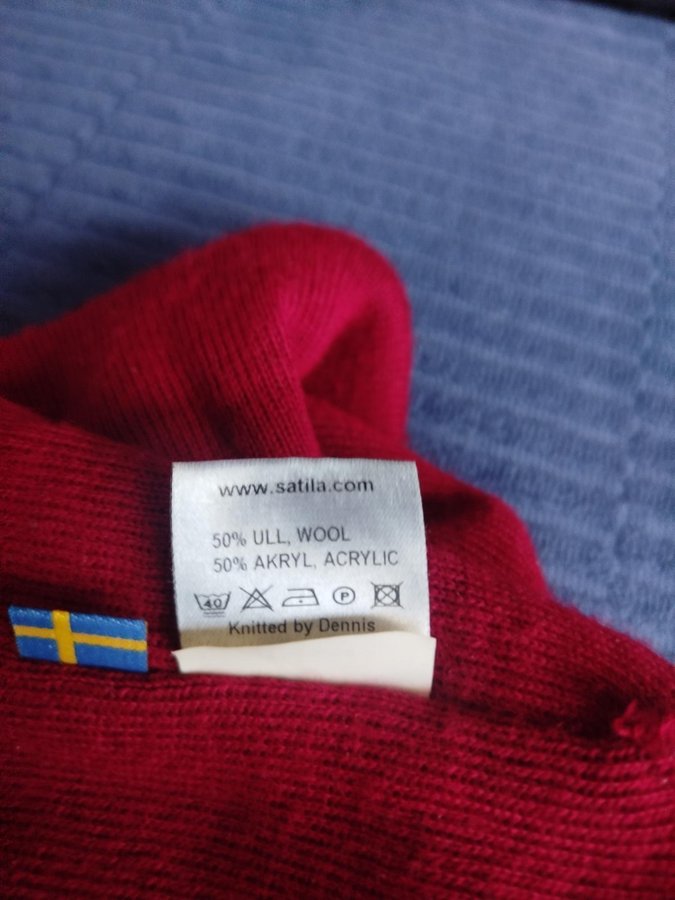 www.satila.com
50% ULL, WOOL
50% AKRYL, ACRYLIC
40 P
Knitted by Dennis